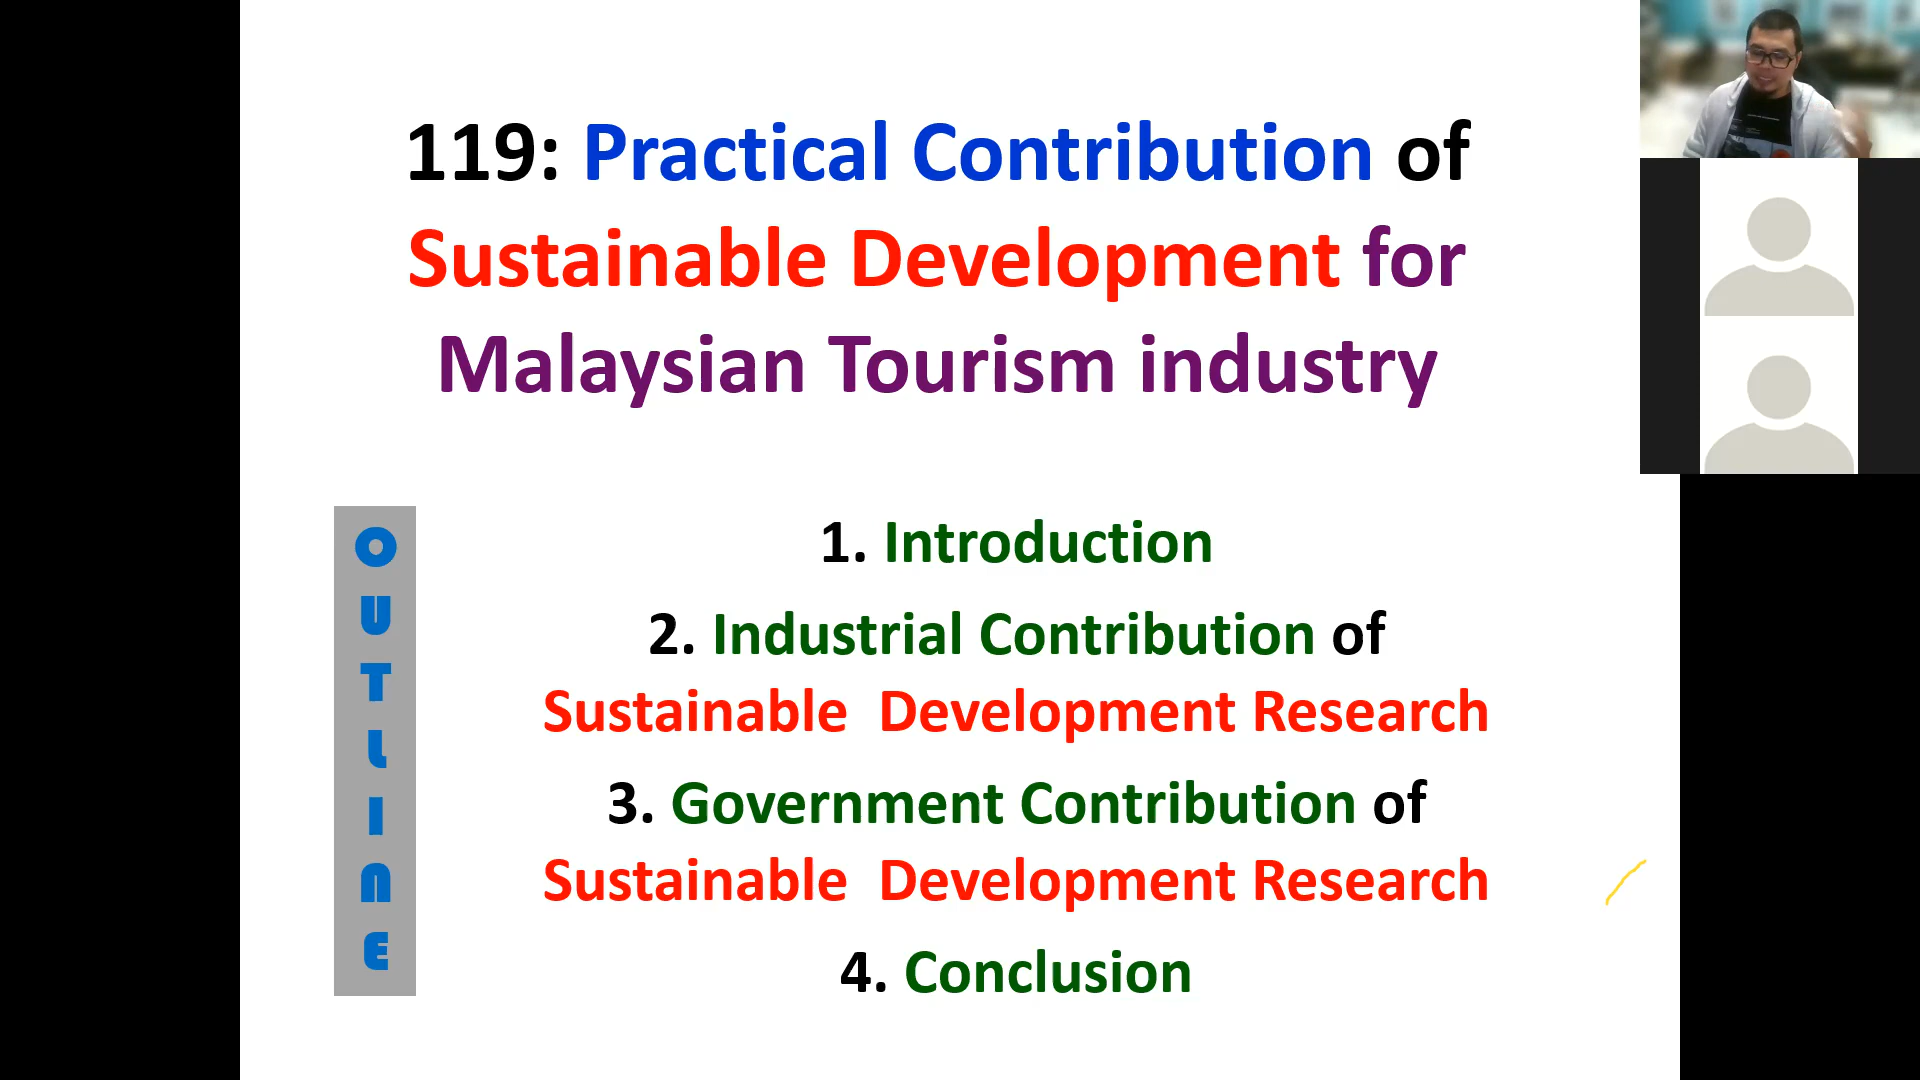 119: Practical Contribution of
Sustainable Development for
Malaysian Tourism industry
OUTLINE
1. Introduction
2. Industrial Contribution of
Sustainable  Development Research
3. Government Contribution of
Sustainable  Development Research
4. Conclusion